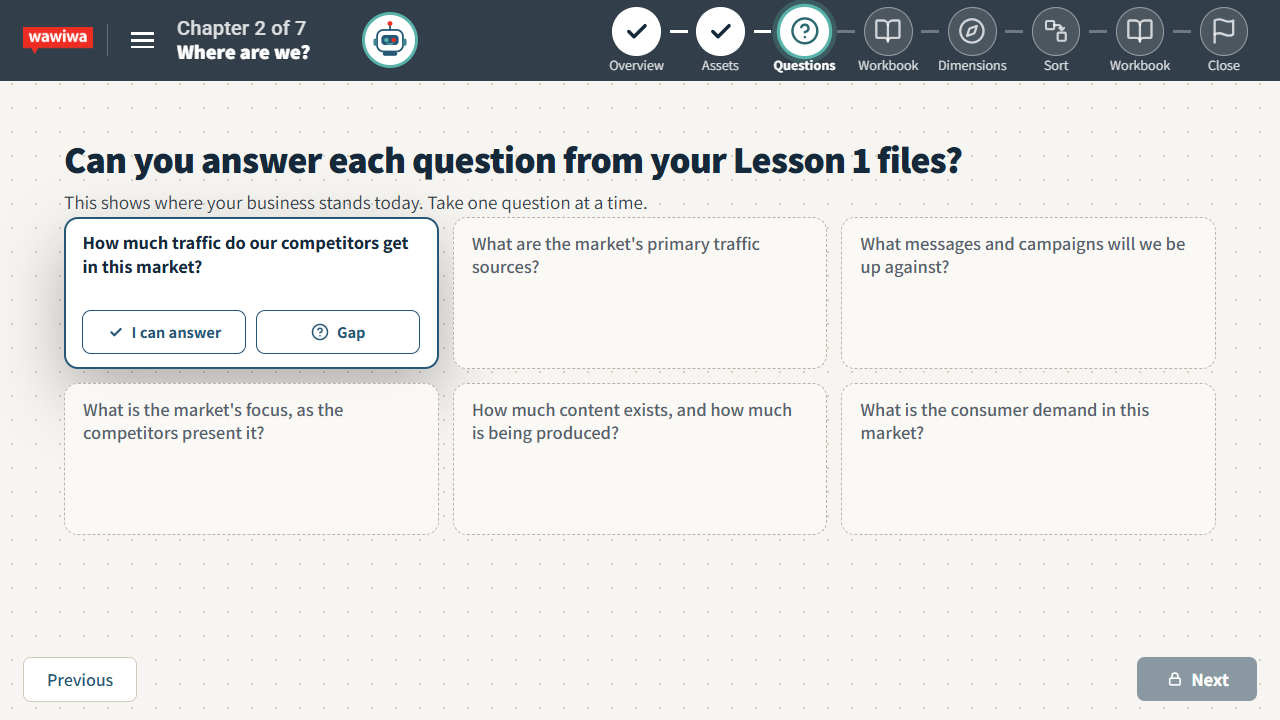 wawiwa
Chapter 2 of 7
Where are we?
Overview
Assets
Questions
Workbook
Dimensions
Sort
Workbook
Close
Can you answer each question from your Lesson 1 files?
This shows where your business stands today. Take one question at a time.
How much traffic do our competitors get
in this market?
I can answer
Gap
What are the market's primary traffic
sources?
What messages and campaigns will we be
up against?
What is the market's focus, as the
competitors present it?
How much content exists, and how much
is being produced?
What is the consumer demand in this
market?
Previous
Next